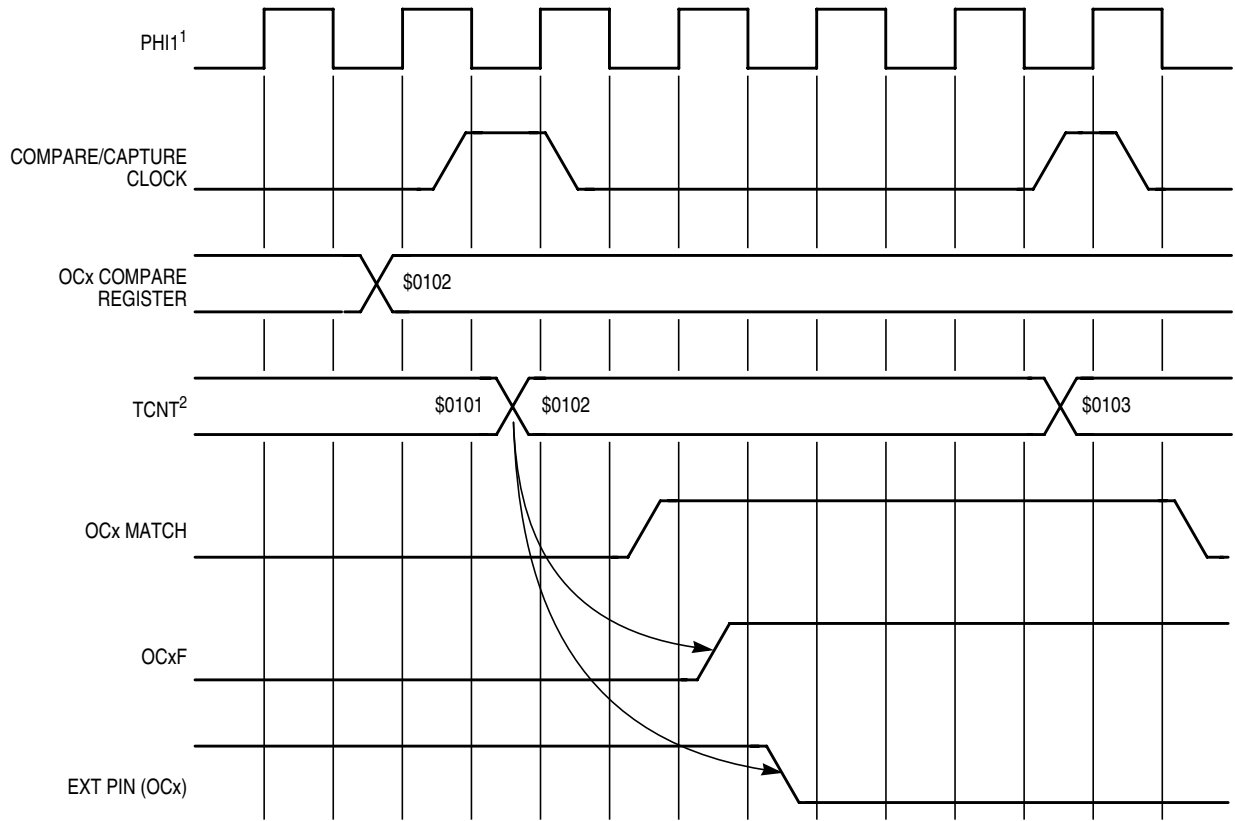 PHI1¹
COMPARE/CAPTURE
CLOCK
OCx COMPARE
REGISTER
$0102
TCNT²
$0101
$0102
$0103
OCx MATCH
OCxF
EXT PIN (OCx)